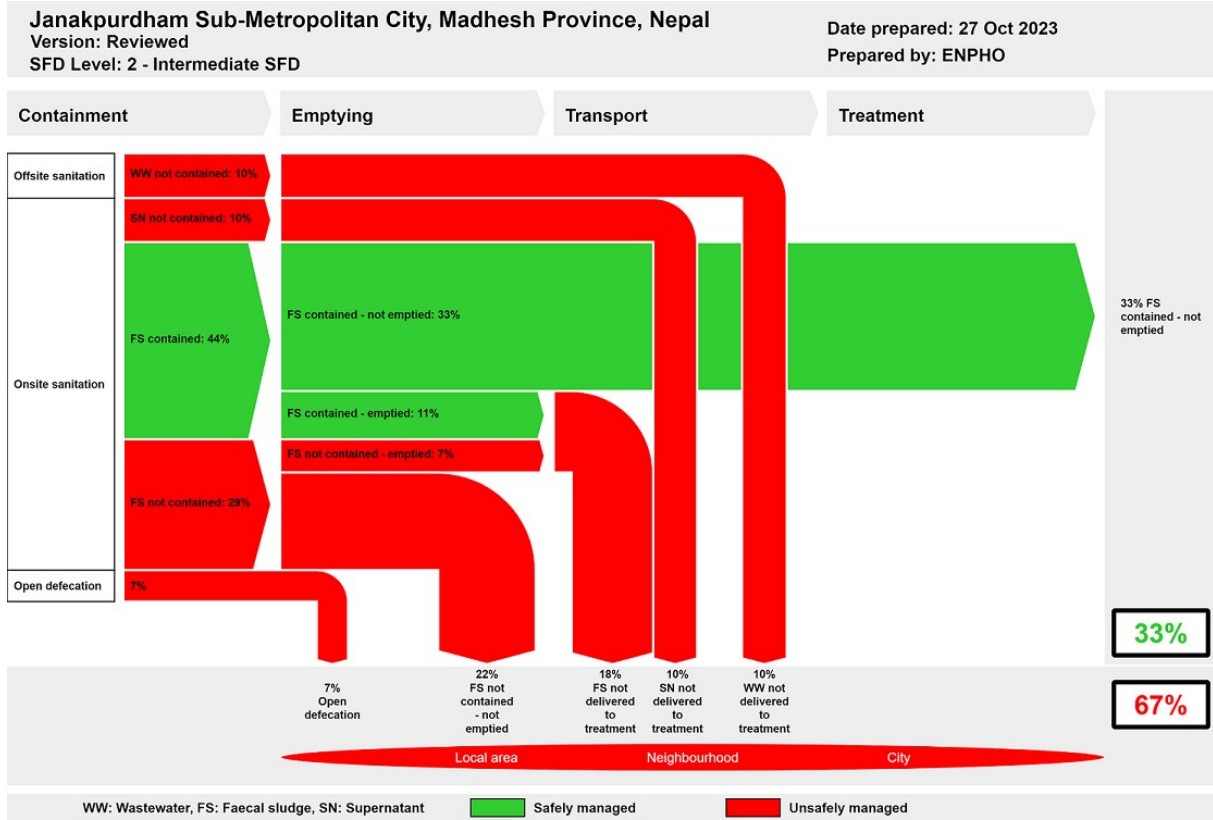 Janakpurdham Sub-Metropolitan City, Madhesh Province, Nepal
Version: Reviewed
SFD Level: 2 - Intermediate SFD
Date prepared: 27 Oct 2023
Prepared by: ENPHO
Containment
Emptying
Transport
Treatment
Offsite sanitation
WW not contained: 10%
SN not contained: 10%
Onsite sanitation
FS contained: 44%
FS contained - not emptied: 33%
FS contained - emptied: 11%
FS not contained - emptied: 7%
FS not contained: 29%
Open defecation
7%
33% FS
contained - not
emptied
33%
67%
7%
Open
defecation
22%
FS not
contained
- not
emptied
18%
FS not
delivered
to
treatment
10%
SN not
delivered
to
treatment
10%
WW not
delivered
to
treatment
Local area
Neighbourhood
City
WW: Wastewater, FS: Faecal sludge, SN: Supernatant
Safely managed
Unsafely managed